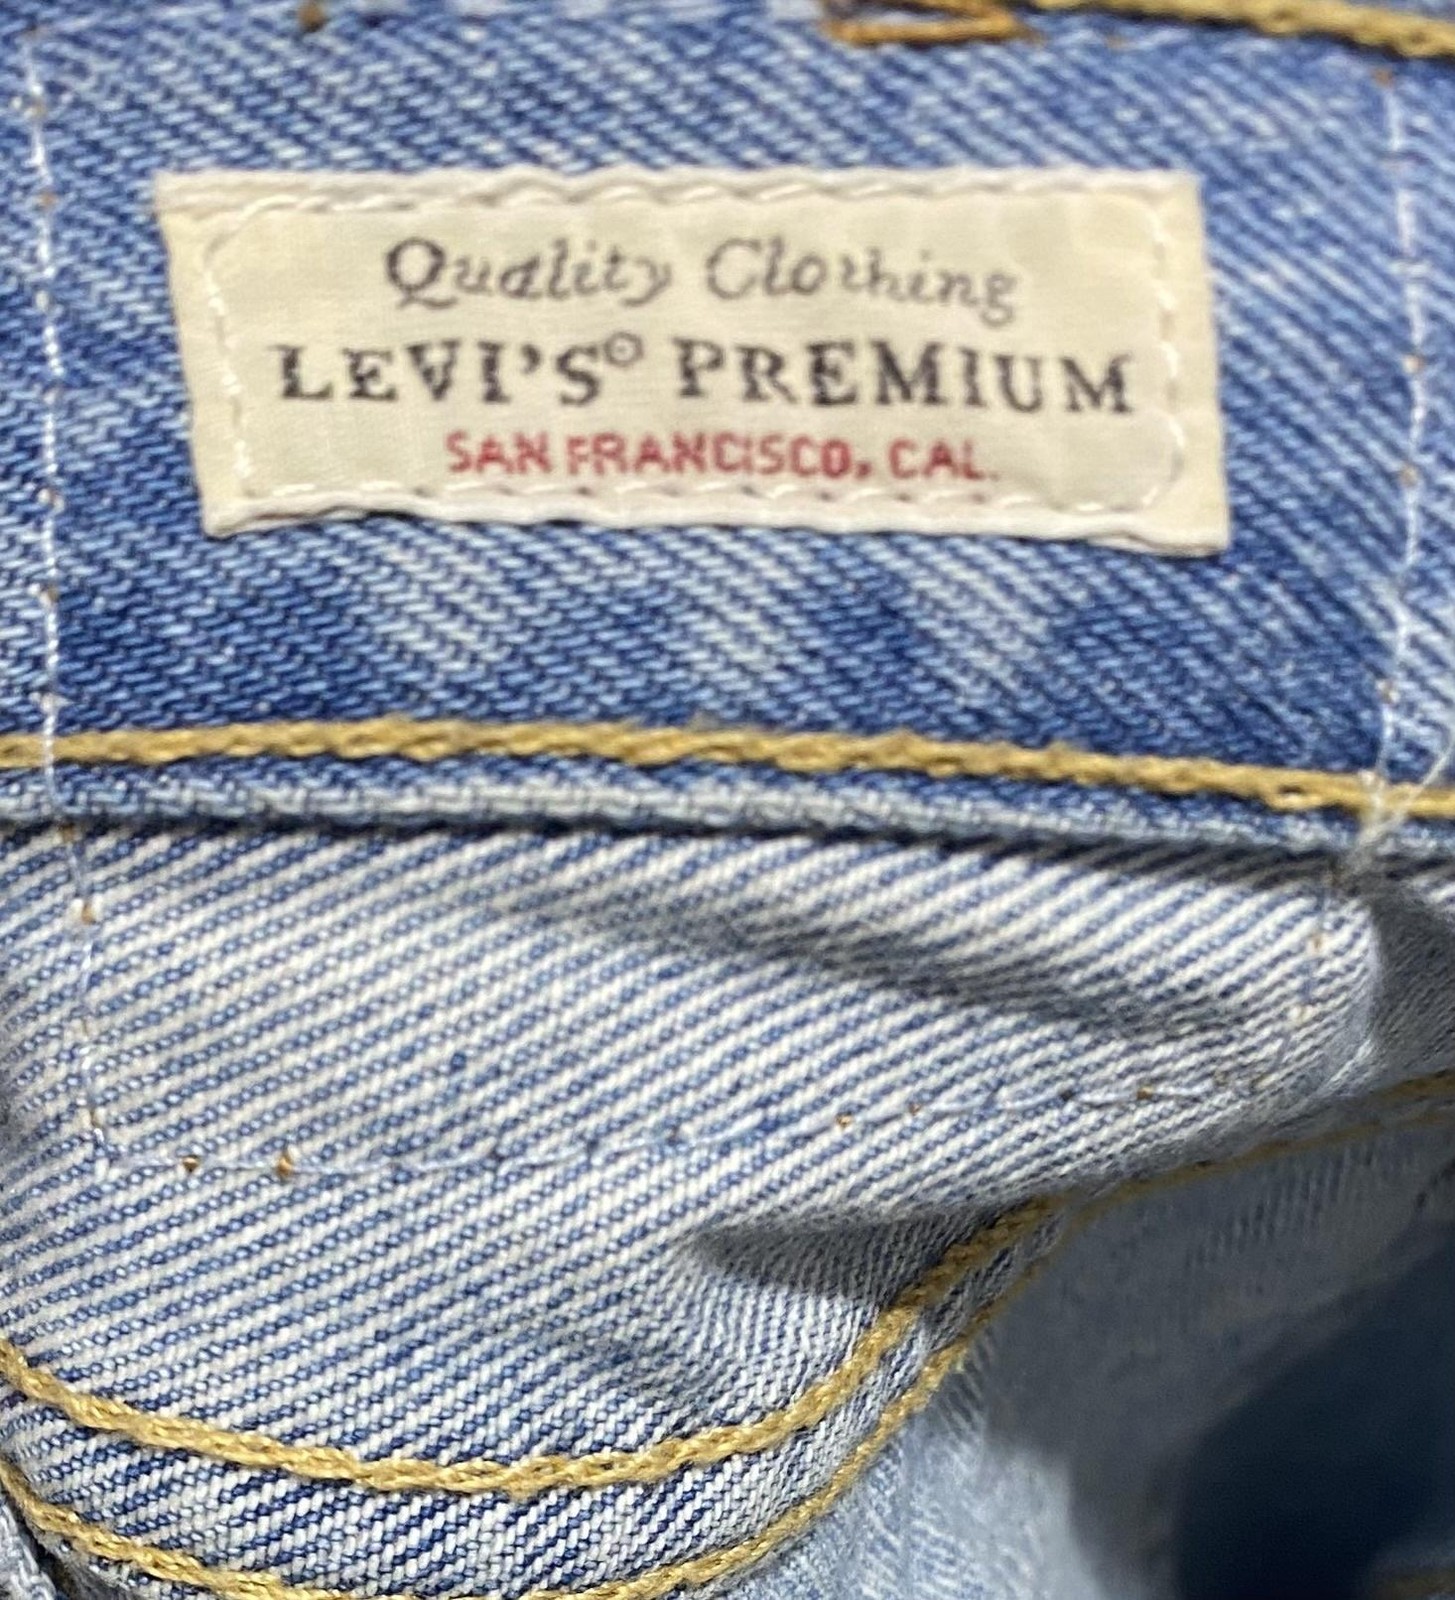 Quality Clothing
LEVI'S® PREMIUM
SAN FRANCISCO, CAL.